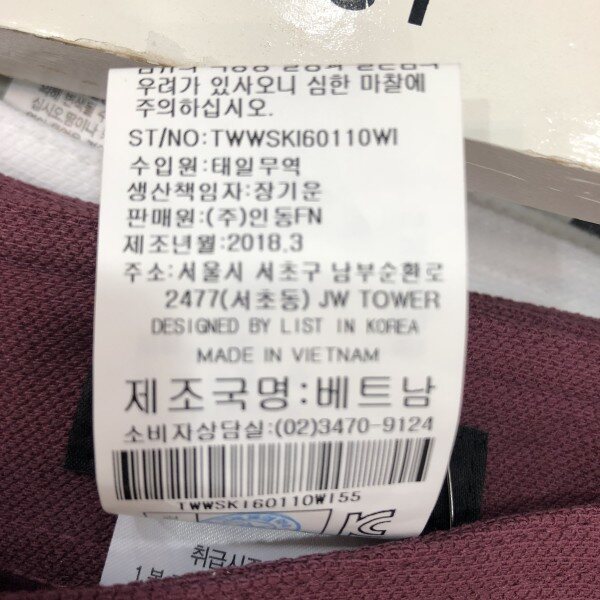 우려가 있사오니 심한 마찰에
주의하십시오.
ST/NO:TWWSKI60110WI
수입원:태일무역
생산책임자:장기운
판매원:(주)인동FN
제조년월:2018.3
주소:서울시 서초구 남부순환로
2477(서초동) JW TOWER
DESIGNED BY LIST IN KOREA
MADE IN VIETNAM
제조국명:베트남
소비자상담실:(02)3470-9124
TWWSKI60110WI55
취급시